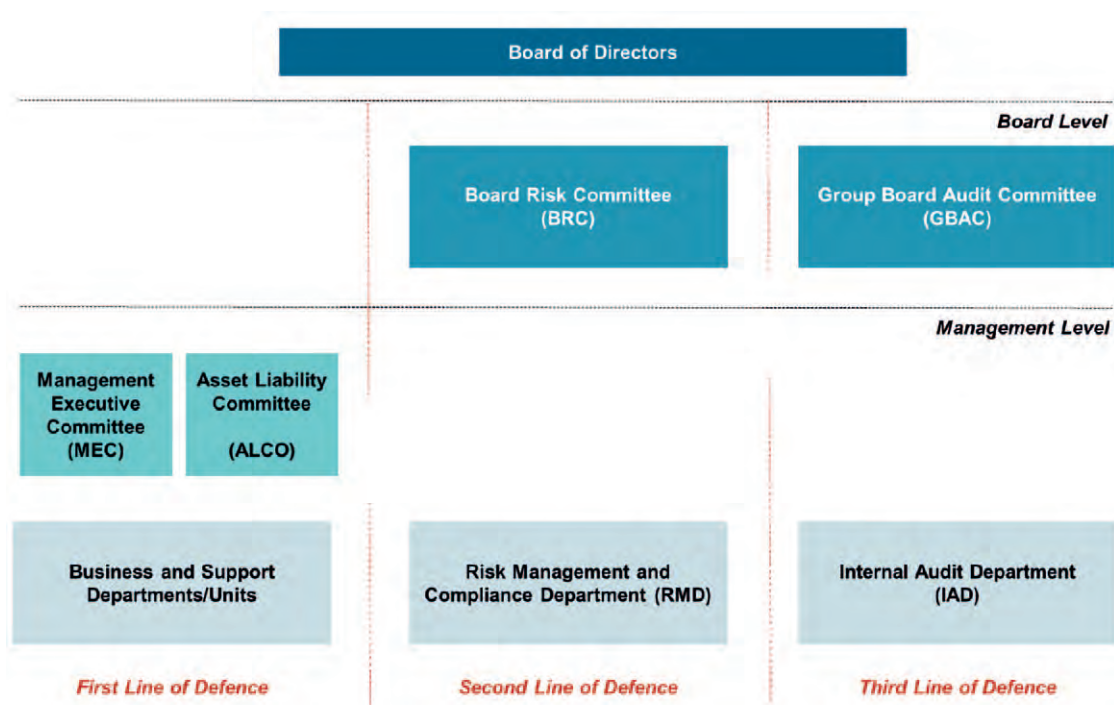 Board of Directors
Board Level
Board Risk Committee
(BRC)
Group Board Audit Committee
(GBAC)
Management Level
Management
Executive
Committee
(MEC)
Asset Liability
Committee
(ALCO)
Business and Support
Departments/Units
Risk Management and
Compliance Department (RMD)
Internal Audit Department
(IAD)
First Line of Defence
Second Line of Defence
Third Line of Defence